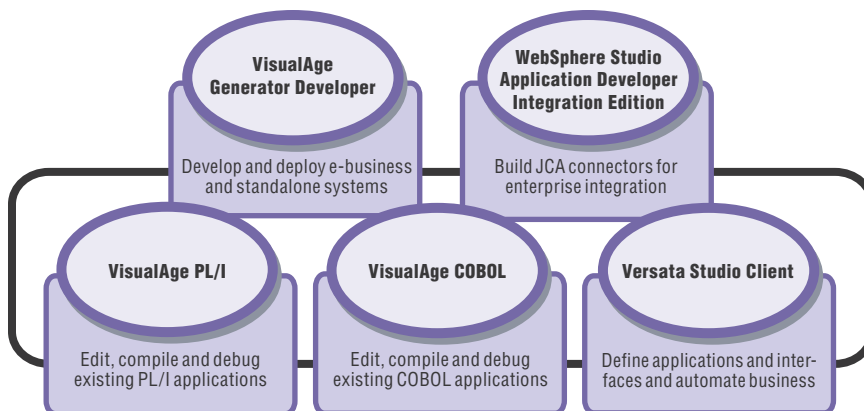 VisualAge
Generator Developer
Develop and deploy e-business
and standalone systems
WebSphere Studio
Application Developer
Integration Edition
Build JCA connectors for
enterprise integration
VisualAge PL/I
Edit, compile and debug
existing PL/I applications
VisualAge COBOL
Edit, compile and debug
existing COBOL applications
Versata Studio Client
Define applications and inter-
faces and automate business